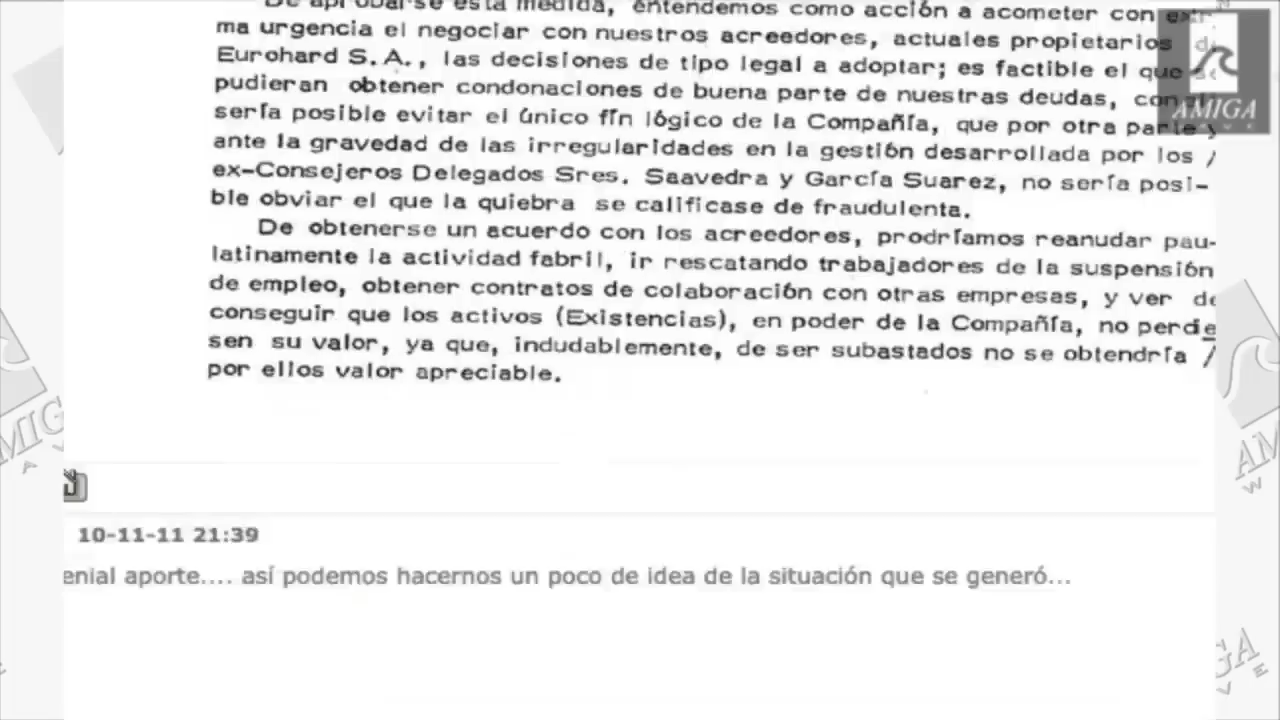 De aprobarse esta medida, entendemos como acción a acometer con
ma urgencia el negociar con nuestros acreedores, actuales propietarios
Eurohard S.A., las decisiones de tipo legal a adoptar; es factible el que
pudieran obtener condonaciones de buena parte de nuestras deudas, con
sería posible evitar el único fín lógico de la Compañía, que por otra parte y
ante la gravedad de las irregularidades en la gestión desarrollada por los /
ex-Consejeros Delegados Sres. Saavedra y García Suarez, no sería posi-
ble obviar el que la quiebra se calificase de fraudulenta.
De obtenerse un acuerdo con los acreedores, prodríamos reanudar pau-
latinamente la actividad fabril, ir rescatando trabajadores de la suspensión
de empleo, obtener contratos de colaboración con otras empresas, y ver de
conseguir que los activos (Existencias), en poder de la Compañía, no perdie
sen su valor, ya que, indudablemente, de ser subastados no se obtendría /
por ellos valor apreciable.
10-11-11 21:39
enial aporte.... así podemos hacernos un poco de idea de la situación que se generó...
AMIGA